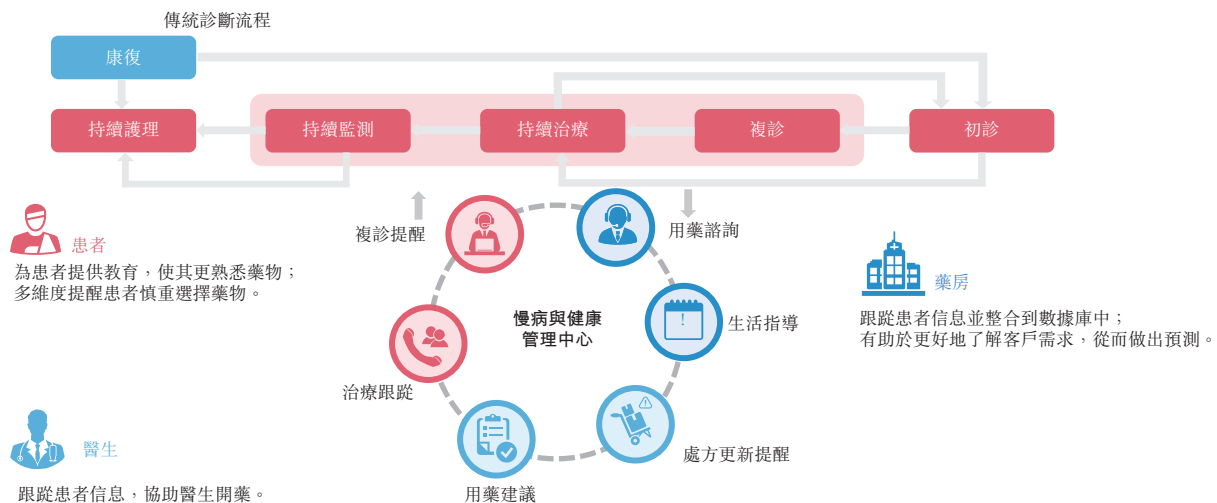 傳統診斷流程
康復
持續護理
持續監測
持續治療
複診
初診
複診提醒
用藥諮詢
患者
為患者提供教育，使其更熟悉藥物；
多維度提醒患者慎重選擇藥物。
藥房
跟蹤患者信息並整合到數據庫中；
有助於更好地了解客戶需求，從而做出預測。
慢病與健康
管理中心
!
生活指導
治療跟蹤
!
處方更新提醒
用藥建議
醫生
跟蹤患者信息，協助醫生開藥。